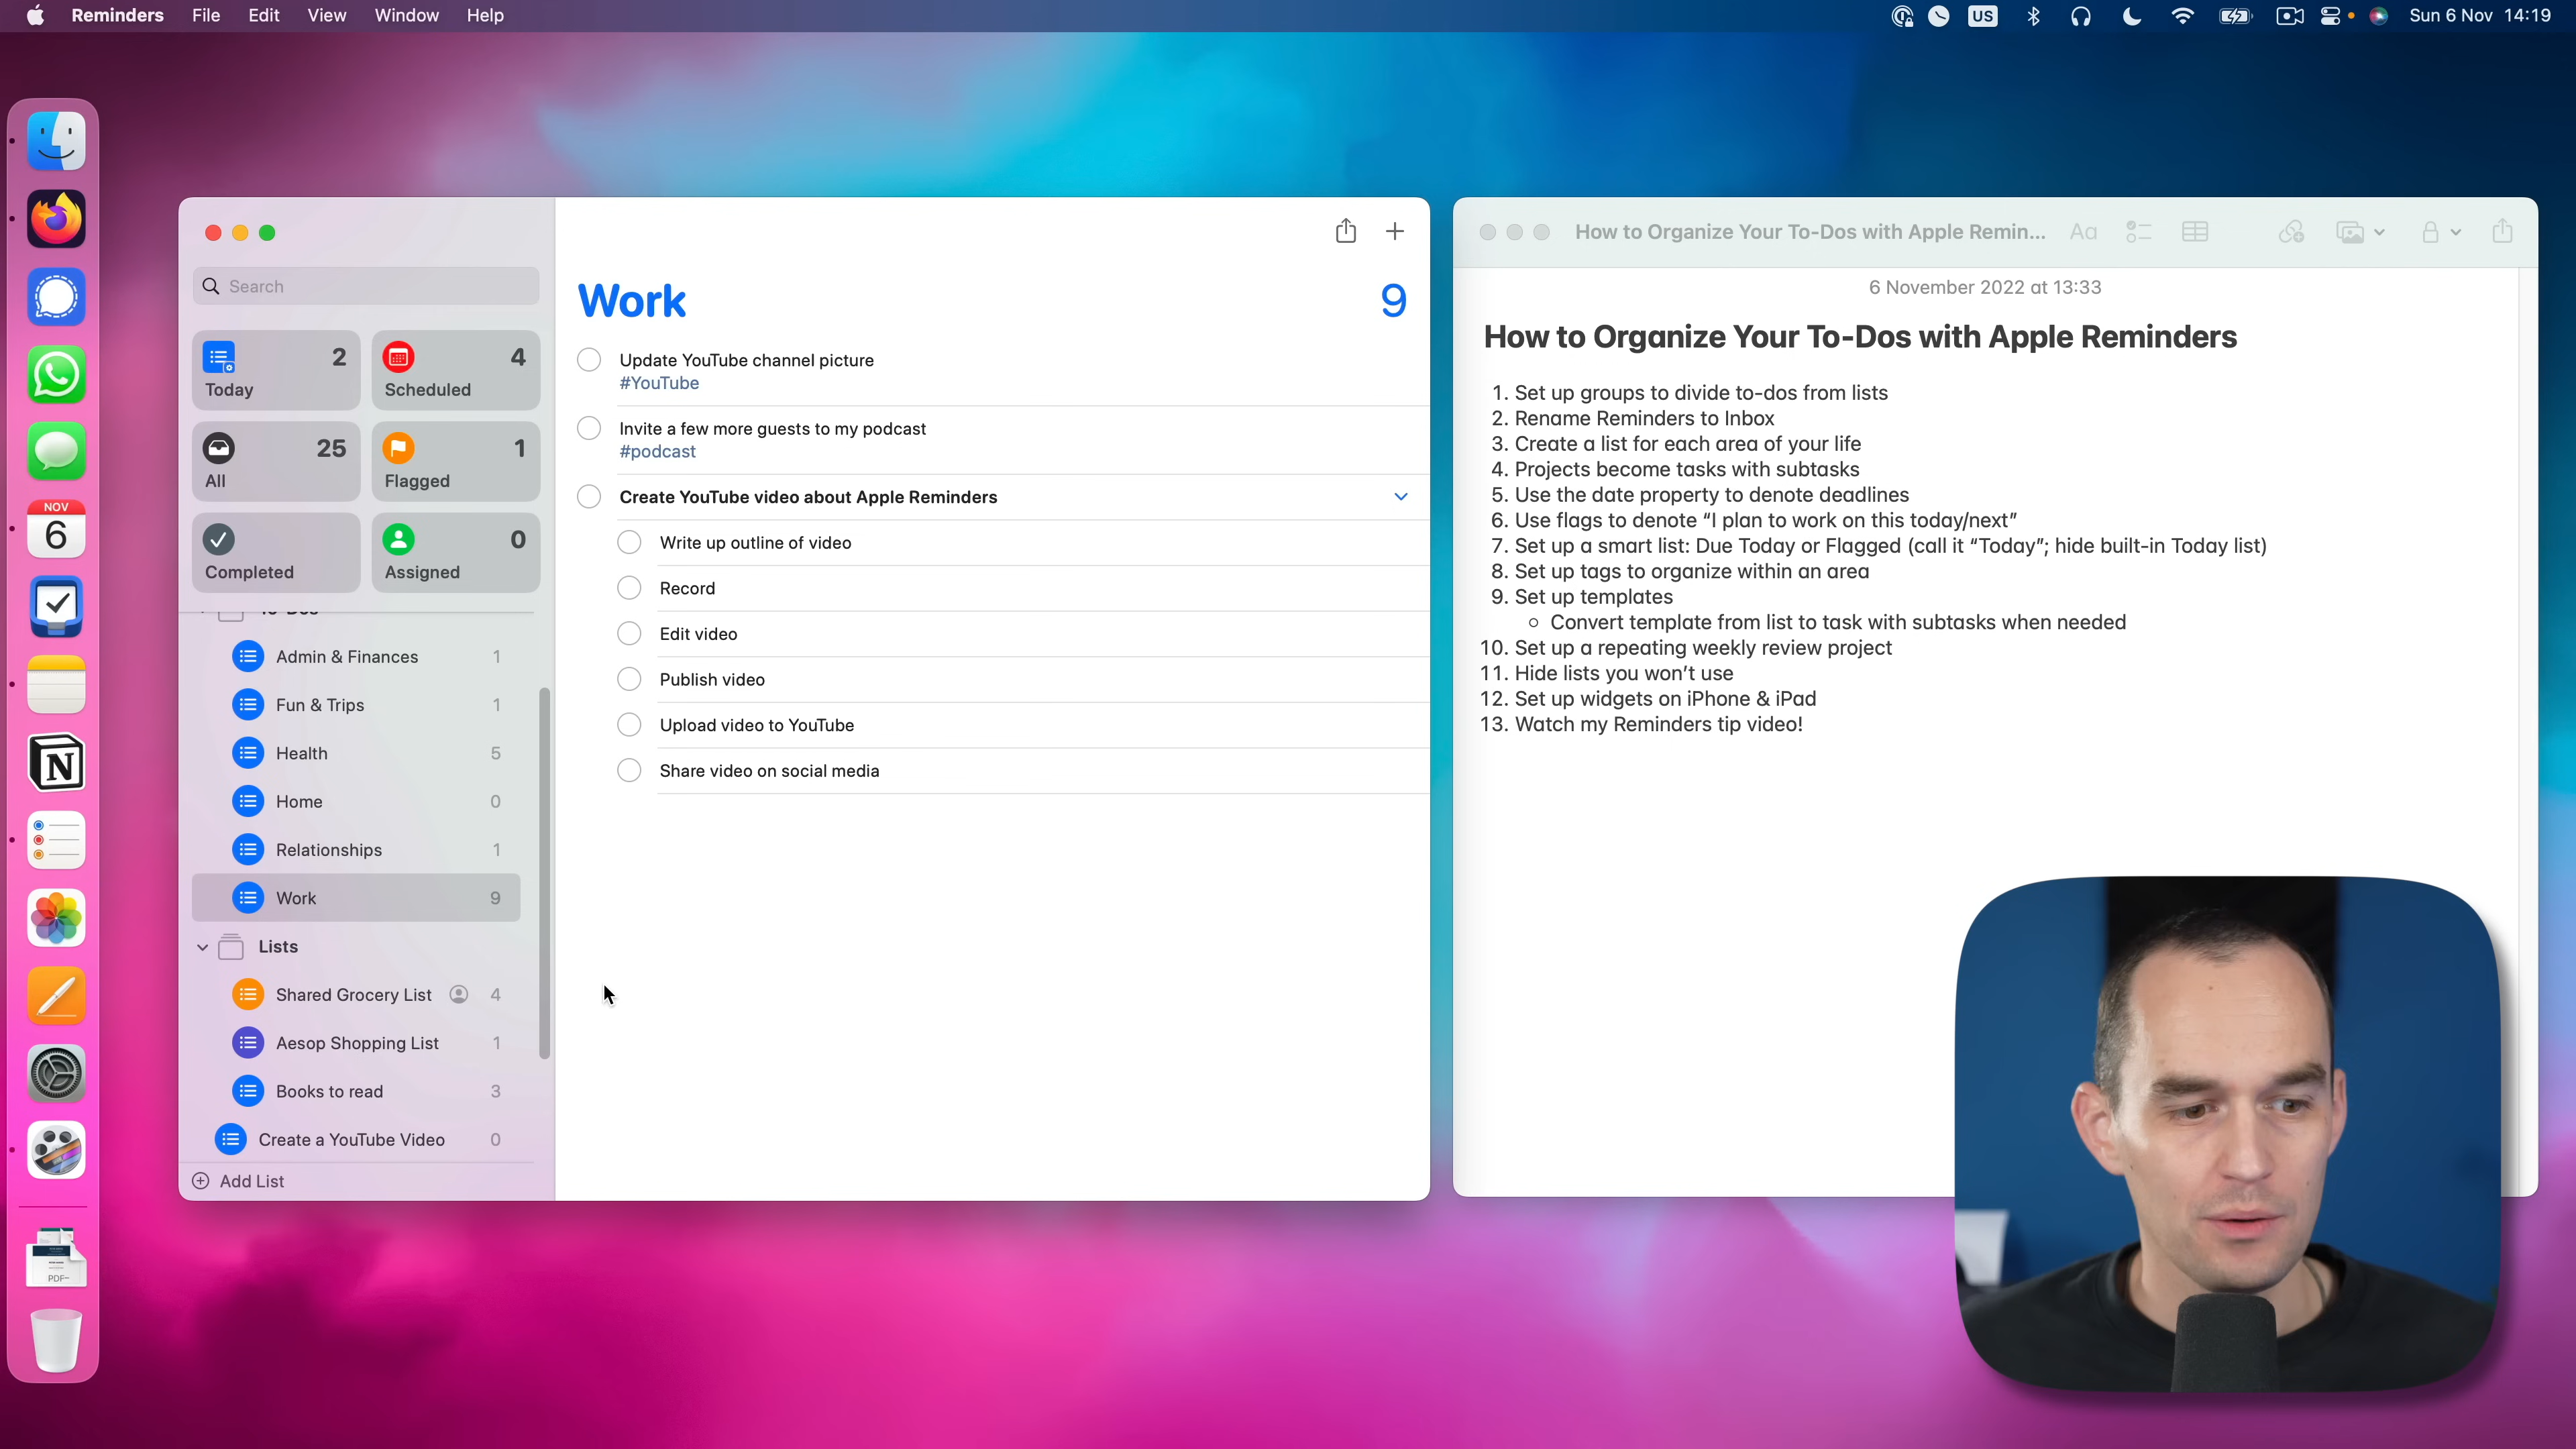 Reminders File Edit View Window Help
US
Sun 6 Nov 14:19
NOV
6
PDF
Search
Today 2
Scheduled 4
All 25
Flagged 1
Completed
Assigned 0
To-Dos
Admin & Finances 1
Fun & Trips 1
Health 5
Home 0
Relationships 1
Work 9
Lists
Shared Grocery List 4
Aesop Shopping List 1
Books to read 3
Create a YouTube Video 0
Add List
Work 9
Update YouTube channel picture
#YouTube
Invite a few more guests to my podcast
#podcast
Create YouTube video about Apple Reminders
Write up outline of video
Record
Edit video
Publish video
Upload video to YouTube
Share video on social media
How to Organize Your To-Dos with Apple Remin... Aa
6 November 2022 at 13:33
How to Organize Your To-Dos with Apple Reminders
1. Set up groups to divide to-dos from lists
2. Rename Reminders to Inbox
3. Create a list for each area of your life
4. Projects become tasks with subtasks
5. Use the date property to denote deadlines
6. Use flags to denote “I plan to work on this today/next”
7. Set up a smart list: Due Today or Flagged (call it “Today”; hide built-in Today list)
8. Set up tags to organize within an area
9. Set up templates
Convert template from list to task with subtasks when needed
10. Set up a repeating weekly review project
11. Hide lists you won’t use
12. Set up widgets on iPhone & iPad
13. Watch my Reminders tip video!